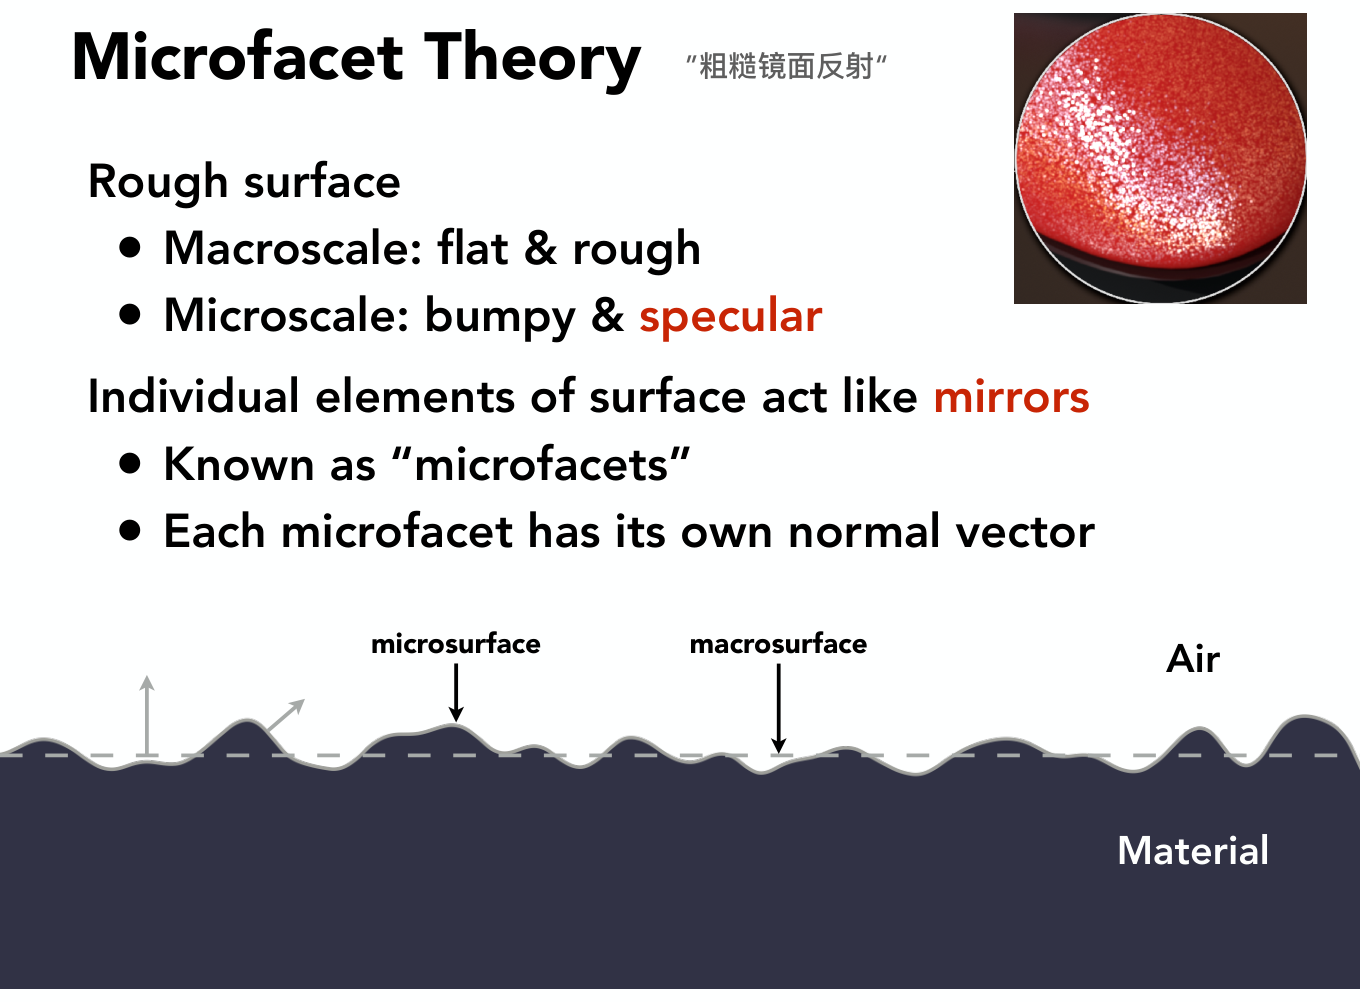 Microfacet Theory ”粗糙镜面反射“
Rough surface
• Macroscale: flat & rough
• Microscale: bumpy & specular
Individual elements of surface act like mirrors
• Known as “microfacets”
• Each microfacet has its own normal vector
microsurface
macrosurface
Air
Material